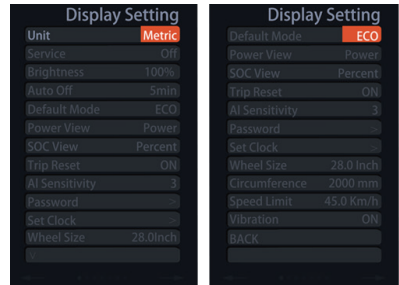 Display Setting
Unit Metric
Service Off
Brightness 100%
Auto Off 5min
Default Mode ECO
Power View Power
SOC View Percent
Trip Reset ON
AI Sensitivity 3
Password >
Set Clock >
Wheel Size 28.0Inch
Display Setting
Default Mode ECO
Power View Power
SOC View Percent
Trip Reset ON
AI Sensitivity 3
Password >
Set Clock >
Wheel Size 28.0 Inch
Circumference 2000 mm
Speed Limit 45.0 Km/h
Vibration ON
BACK